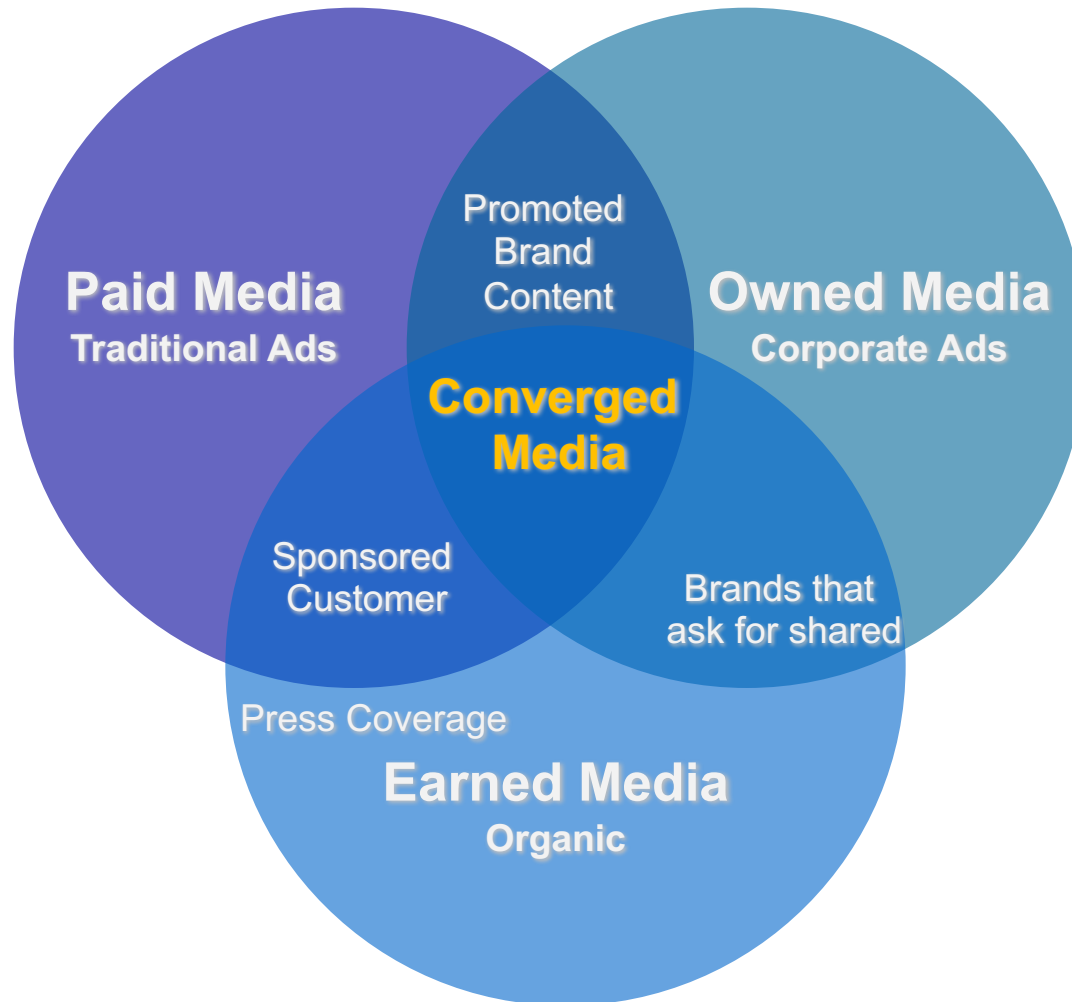 Promoted
Brand
Content
Paid Media
Traditional Ads
Owned Media
Corporate Ads
Converged
Media
Sponsored
Customer
Brands that
ask for shared
Press Coverage
Earned Media
Organic